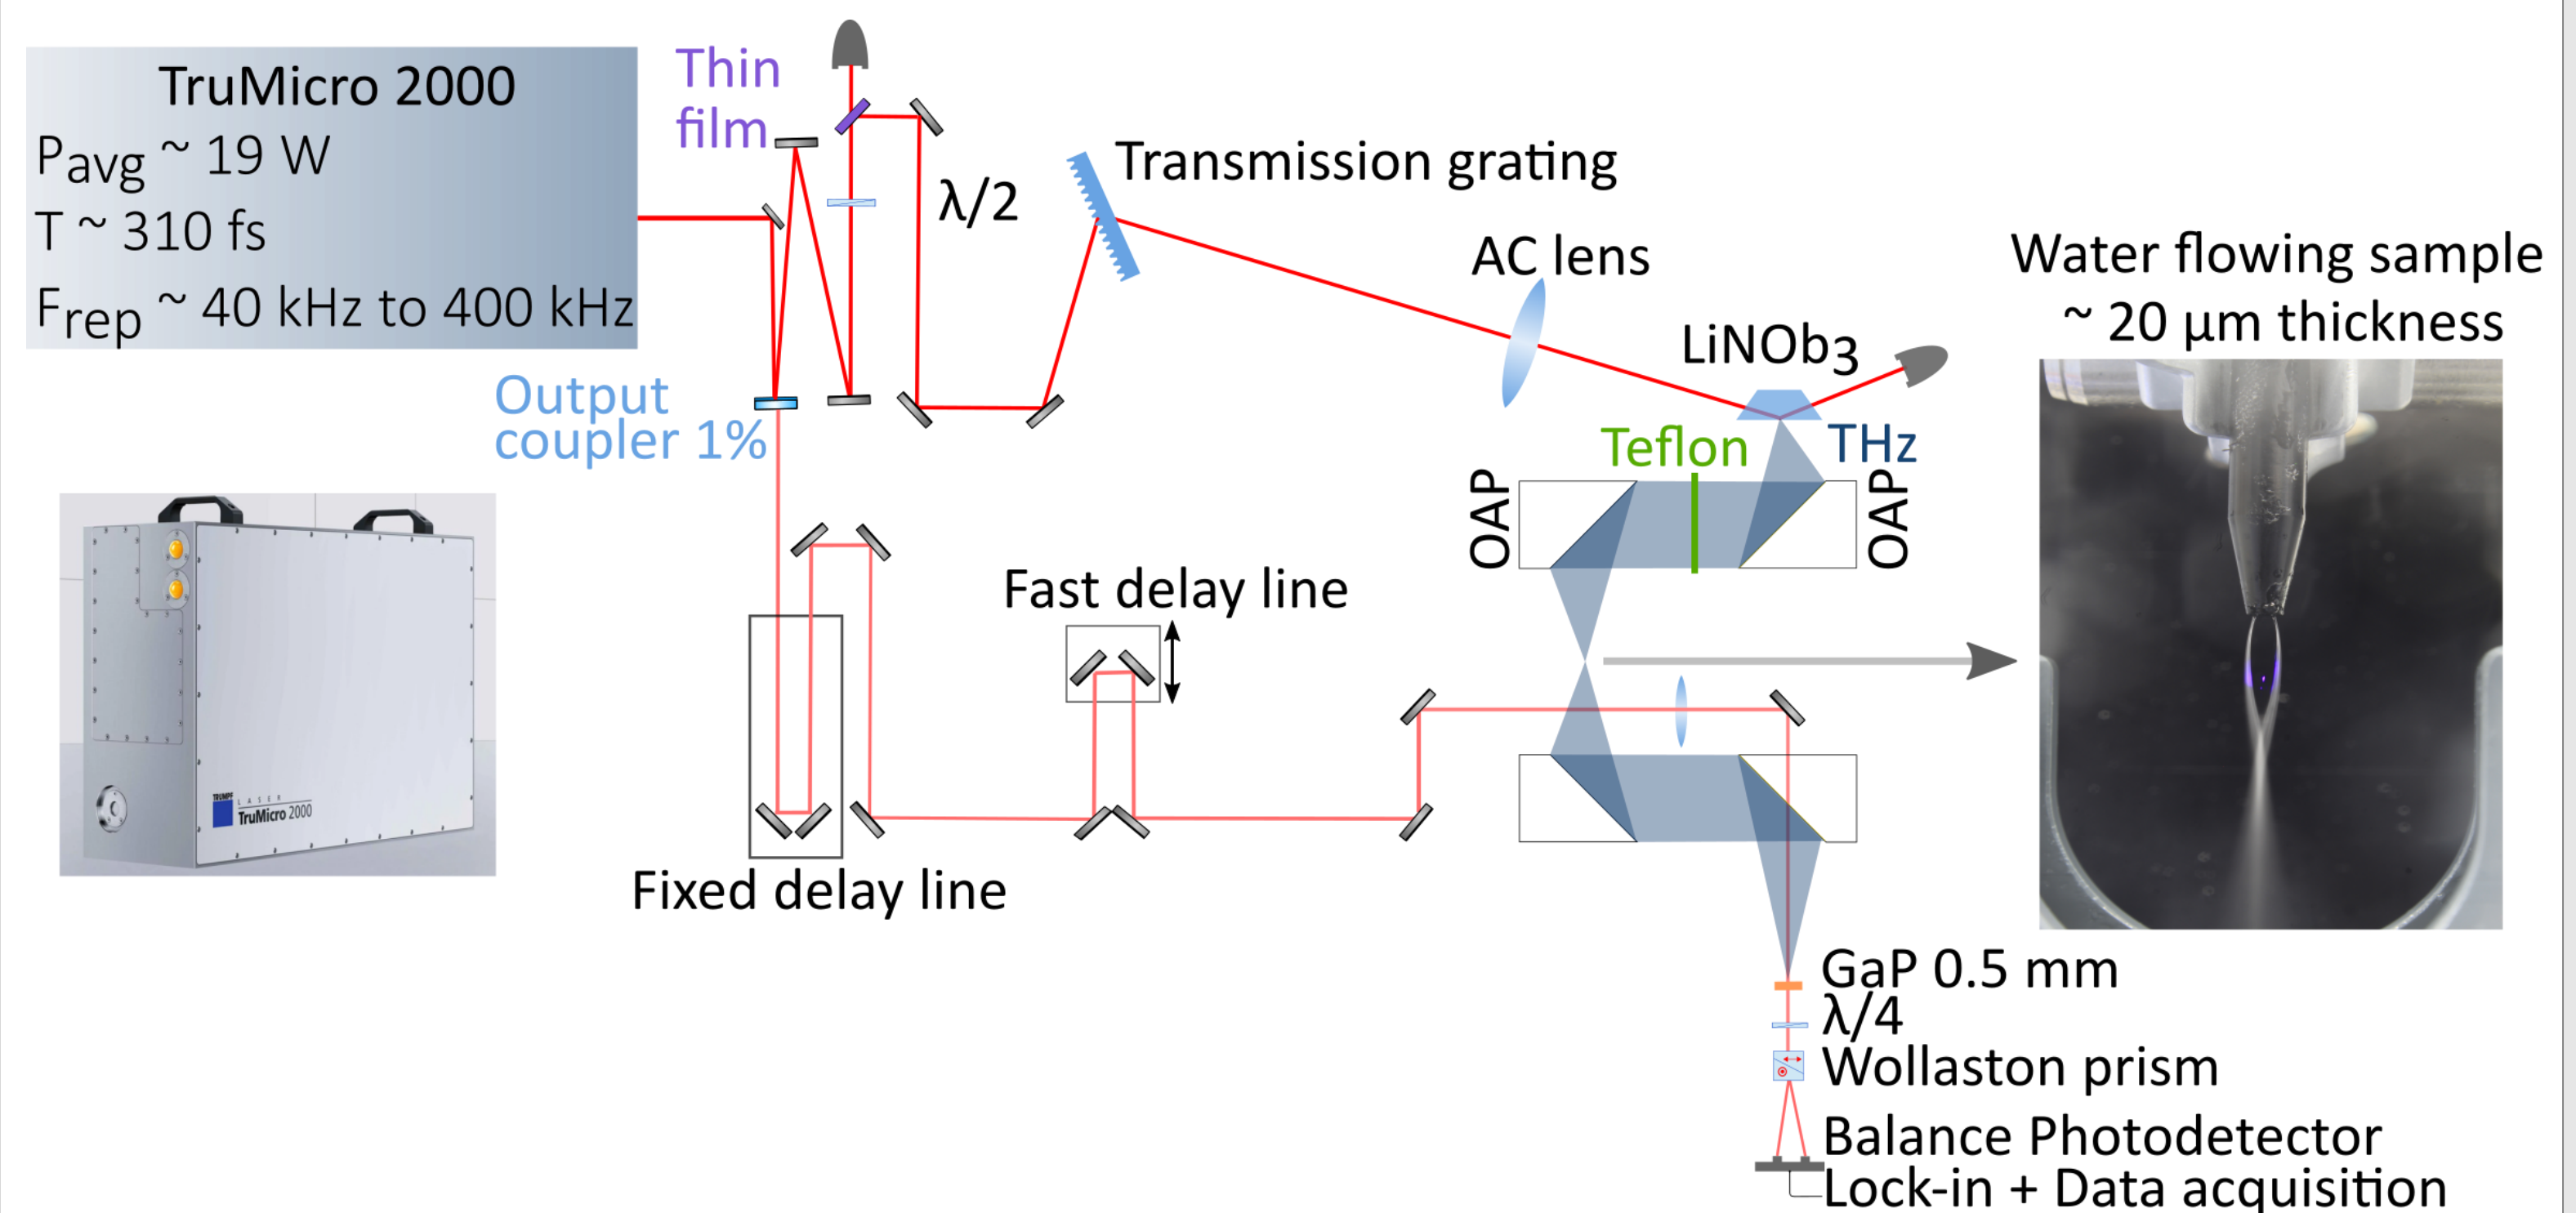 TruMicro 2000
Pavg ~ 19 W
T ~ 310 fs
Frep ~ 40 kHz to 400 kHz
Thin
film
λ/2
Transmission grating
AC lens
LiNOb3
Water flowing sample
~ 20 µm thickness
Output
coupler 1%
Teflon
THz
OAP
OAP
Fast delay line
TRUMPF
LASER
TruMicro 2000
Fixed delay line
GaP 0.5 mm
λ/4
Wollaston prism
Balance Photodetector
Lock-in + Data acquisition